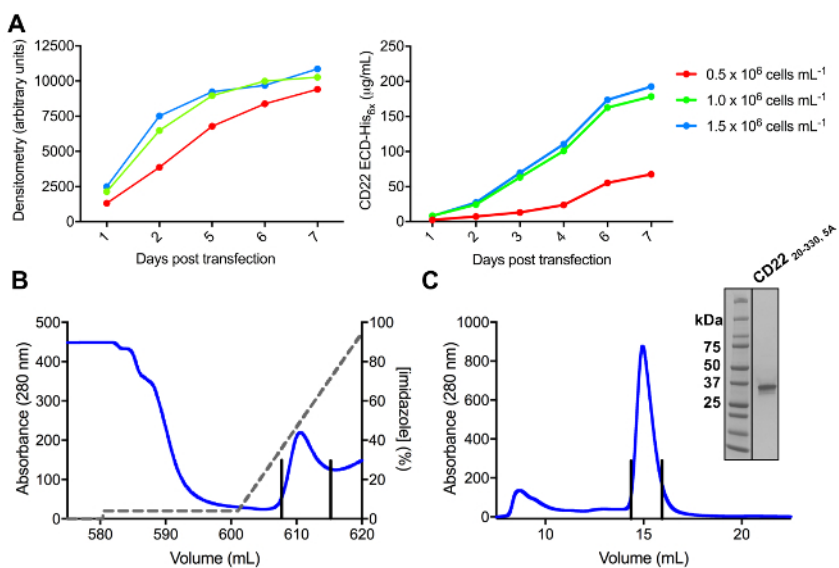 A
Densitometry (arbitrary units)
12500
10000
7500
5000
2500
0
1 2 5 6 7
Days post transfection
CD22 ECD-His6x (μg/mL)
250
200
150
100
50
0
1 2 3 4 6 7
Days post transfection
0.5 x 10⁶ cells mL⁻¹
1.0 x 10⁶ cells mL⁻¹
1.5 x 10⁶ cells mL⁻¹
B
Absorbance (280 nm)
500
400
300
200
100
0
580 590 600 610 620
Volume (mL)
100
80
60
40
20
0
[imidazole] (%)
C
Absorbance (280 nm)
1000
800
600
400
200
0
10 15 20
Volume (mL)
CD22 20-330, 5A
kDa
75
50
37
25